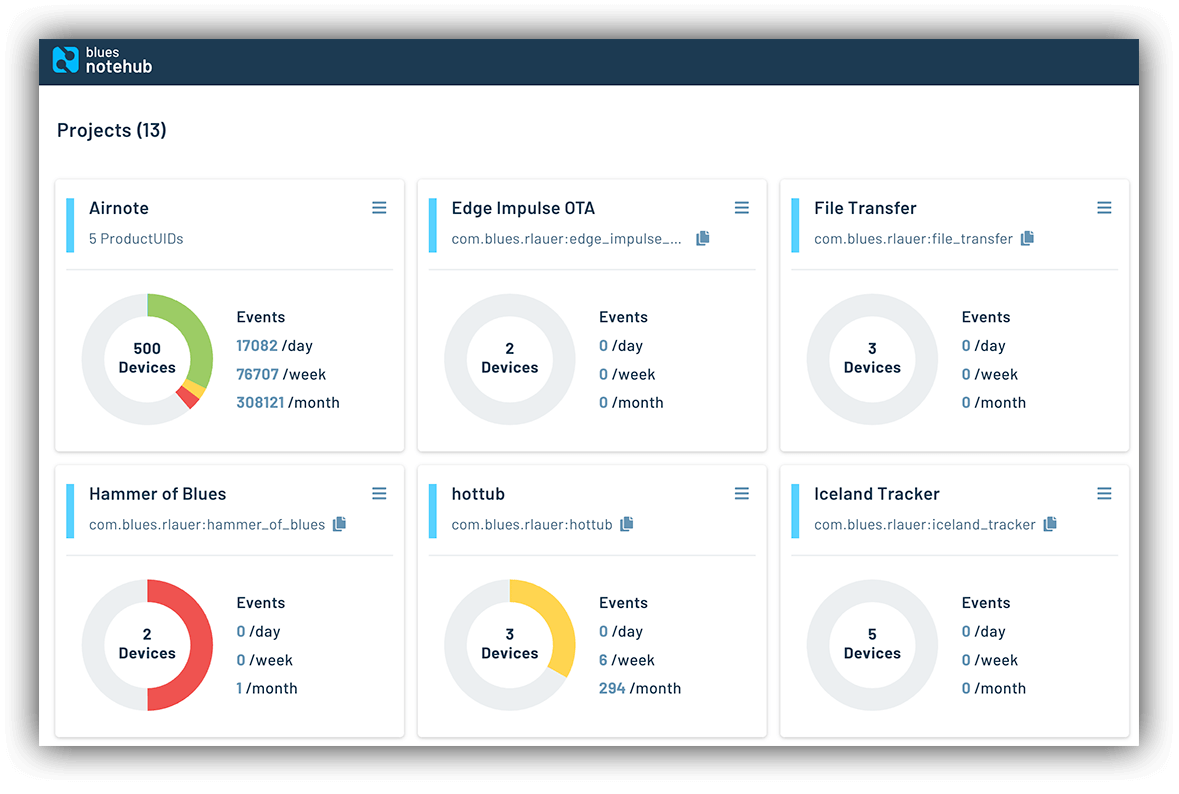 blues
notehub
Projects (13)
Airnote
5 ProductUIDs
500
Devices
Events
17082 /day
76707 /week
308121 /month
Edge Impulse OTA
com.blues.rlauer:edge_impulse_...
2
Devices
Events
0 /day
0 /week
0 /month
File Transfer
com.blues.rlauer:file_transfer
3
Devices
Events
0 /day
0 /week
0 /month
Hammer of Blues
com.blues.rlauer:hammer_of_blues
2
Devices
Events
0 /day
0 /week
1 /month
hottub
com.blues.rlauer:hottub
3
Devices
Events
0 /day
6 /week
294 /month
Iceland Tracker
com.blues.rlauer:iceland_tracker
5
Devices
Events
0 /day
0 /week
0 /month